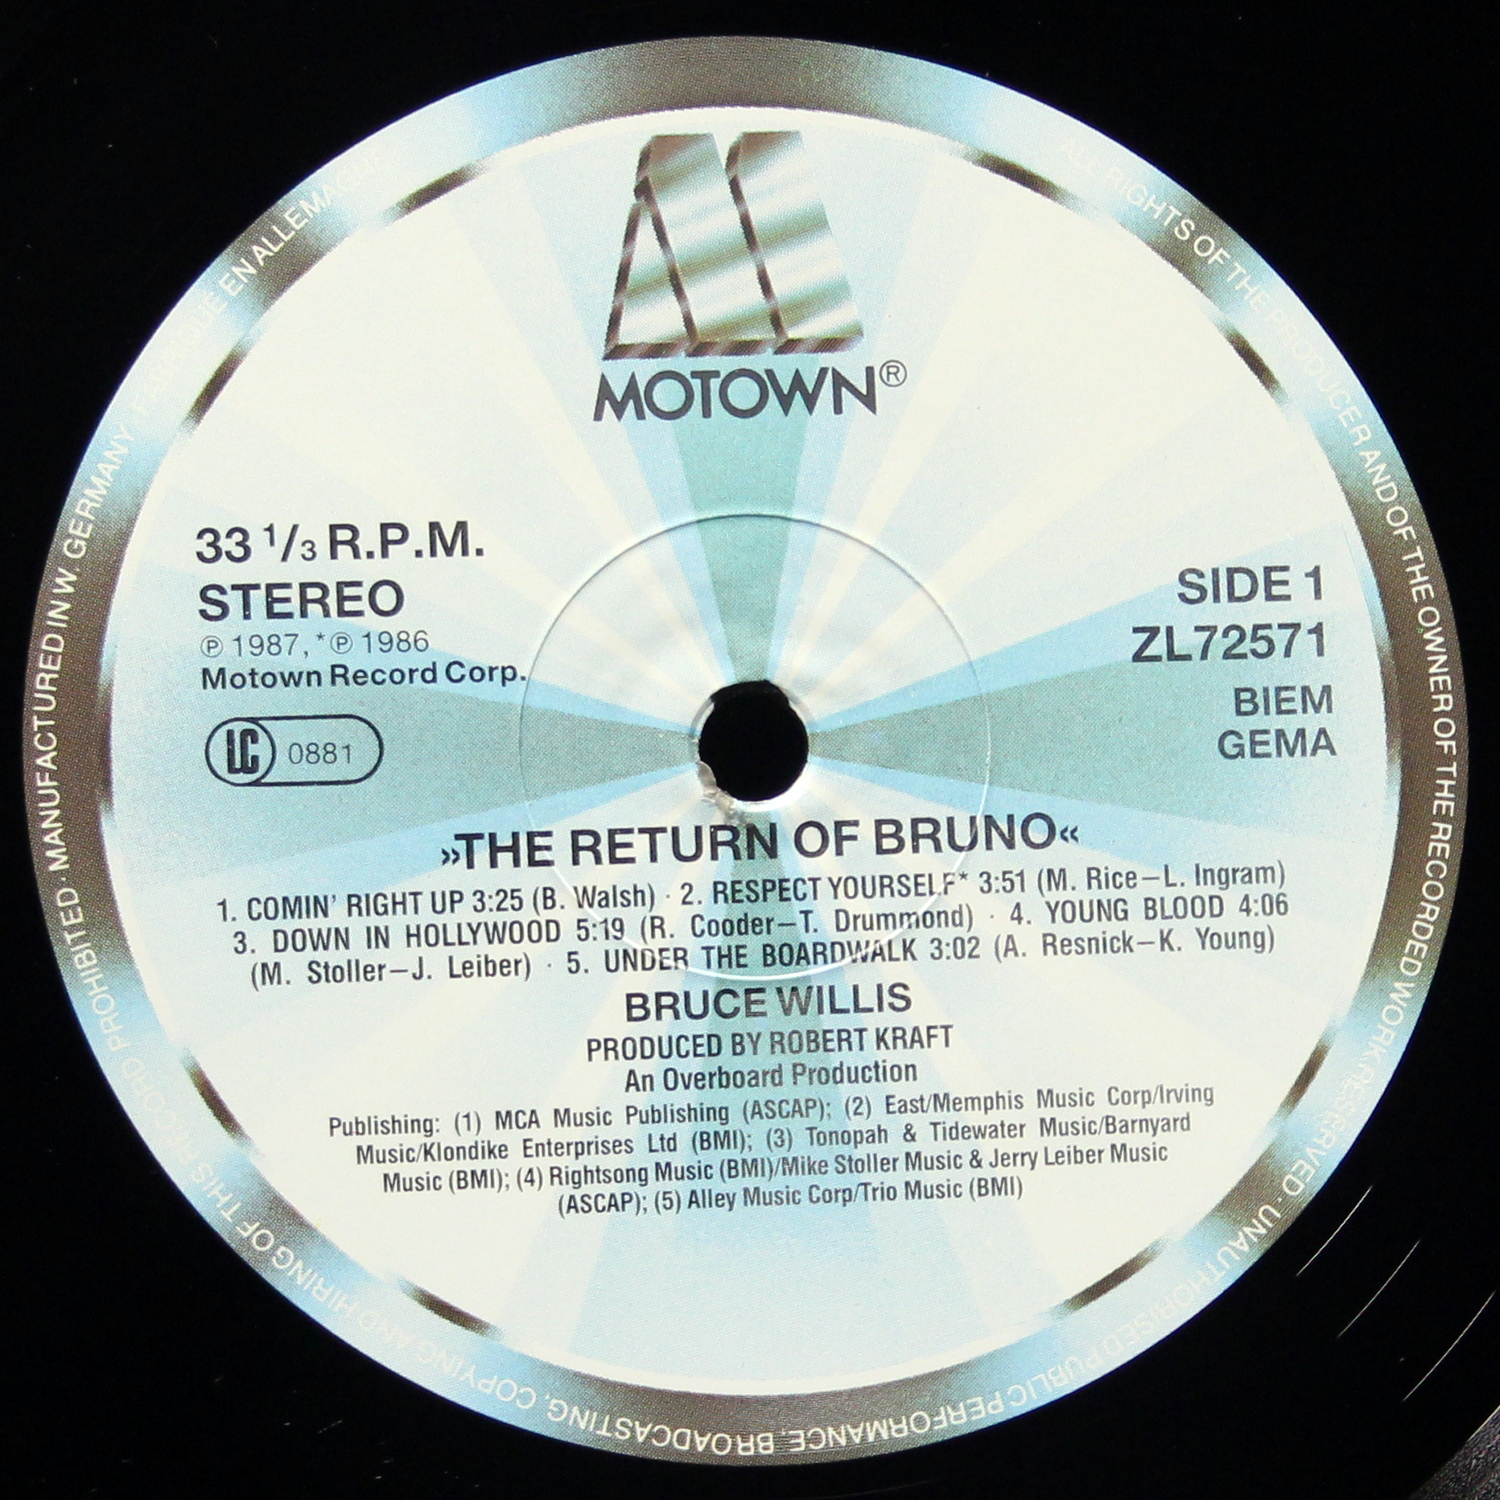 MOTOWN®
33 1/3 R.P.M.
STEREO
℗ 1987, *℗ 1986
Motown Record Corp.
LC 0881
SIDE 1
ZL72571
BIEM
GEMA
»THE RETURN OF BRUNO«
1. COMIN' RIGHT UP 3:25 (B. Walsh) · 2. RESPECT YOURSELF* 3:51 (M. Rice–L. Ingram)
3. DOWN IN HOLLYWOOD 5:19 (R. Cooder–T. Drummond) · 4. YOUNG BLOOD 4:06
(M. Stoller–J. Leiber) · 5. UNDER THE BOARDWALK 3:02 (A. Resnick–K. Young)
BRUCE WILLIS
PRODUCED BY ROBERT KRAFT
An Overboard Production
Publishing: (1) MCA Music Publishing (ASCAP); (2) East/Memphis Music Corp/Irving
Music/Klondike Enterprises Ltd (BMI); (3) Tonopah & Tidewater Music/Barnyard
Music (BMI); (4) Rightsong Music (BMI)/Mike Stoller Music & Jerry Leiber Music
(ASCAP); (5) Alley Music Corp/Trio Music (BMI)
ALL RIGHTS OF THE PRODUCER AND OF THE OWNER OF THE RECORDED WORK RESERVED · UNAUTHORISED PUBLIC PERFORMANCE, BROADCASTING, COPYING AND HIRING OF THIS RECORD PROHIBITED · MANUFACTURED IN W. GERMANY · FABRIQUÉ EN ALLEMAGNE